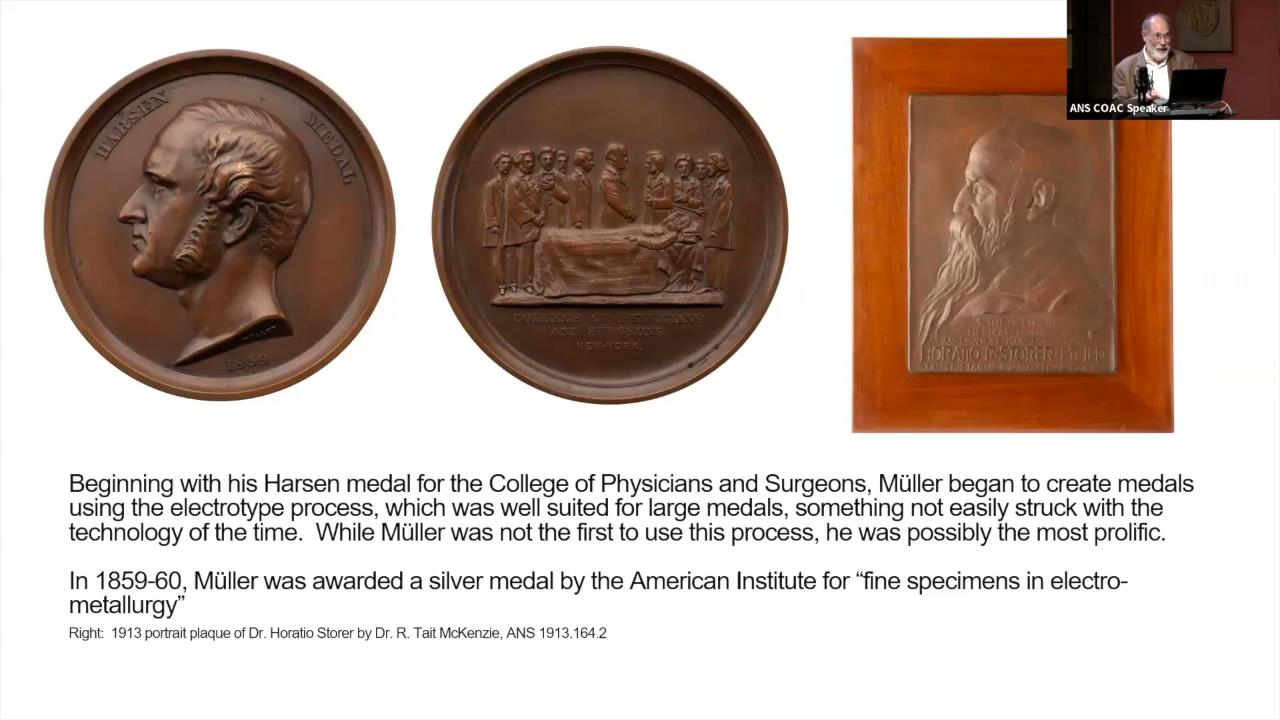 HARSEN MEDAL
1859
COLLEGE OF PHYSICIANS
AND SURGEONS
NEW-YORK.
HORATIO R· STORER· M·D· LL·D·
ANS COAC Speaker
Beginning with his Harsen medal for the College of Physicians and Surgeons, Müller began to create medals
using the electrotype process, which was well suited for large medals, something not easily struck with the
technology of the time.  While Müller was not the first to use this process, he was possibly the most prolific.
In 1859-60, Müller was awarded a silver medal by the American Institute for “fine specimens in electro-
metallurgy”
Right:  1913 portrait plaque of Dr. Horatio Storer by Dr. R. Tait McKenzie, ANS 1913.164.2